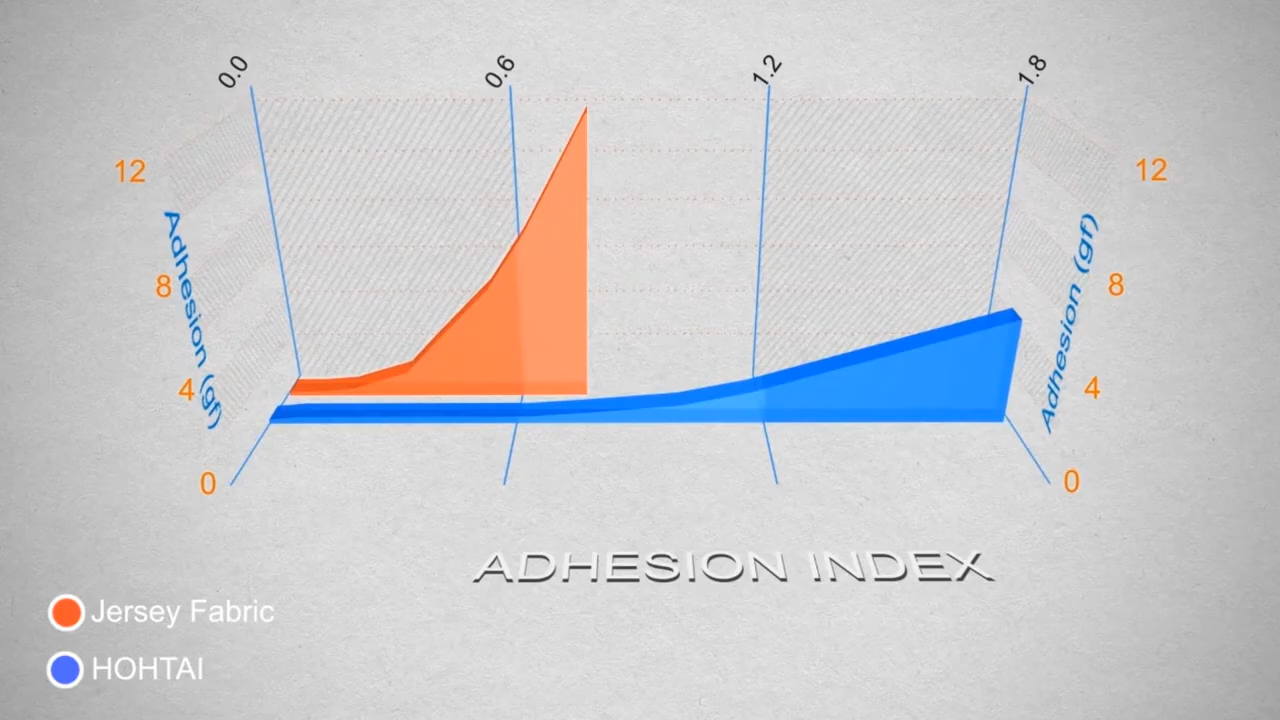 0.0
0.6
1.2
1.8
12
12
Adhesion (gf)
Adhesion (gf)
8
8
4
4
0
0
ADHESION INDEX
Jersey Fabric
HOHTAI